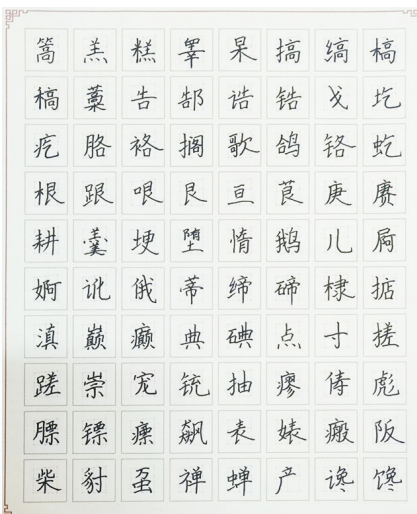 篙羔糕睾杲搞缟槁
稿藁告郜诰锆戈圪
疙胳袼搁歌鸽铬虼
根跟哏艮亘茛庚赓
耕羹埂堕惰鹅儿屙
婀讹俄蒂缔碲棣掂
滇巅癫典碘点寸搓
蹉崇宠铳抽瘳俦彪
膘镖瘭飙表婊瘢阪
柴豺虿禅蝉产谗馋